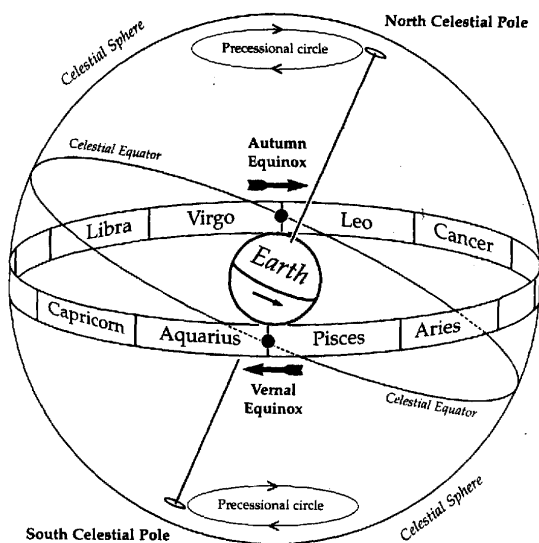 North Celestial Pole
Celestial Sphere
Precessional circle
Celestial Equator
Autumn
Equinox
Libra
Virgo
Leo
Cancer
Earth
Capricorn
Aquarius
Pisces
Aries
Vernal
Equinox
Celestial Equator
Precessional circle
Celestial Sphere
South Celestial Pole